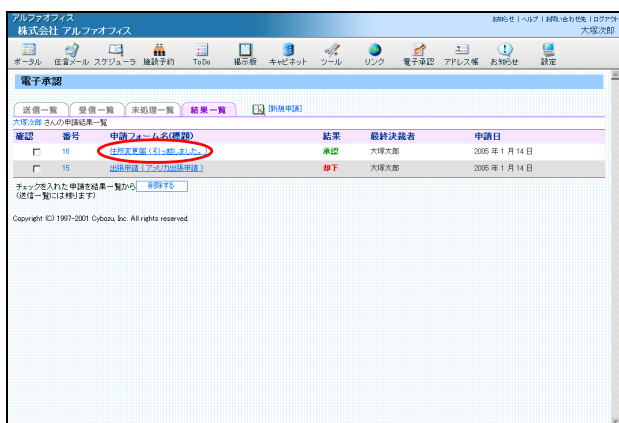 アルファオフィス
お知らせ | ヘルプ | お問い合わせ先 | ログアウト
株式会社 アルファオフィス
大塚次郎
ポータル 伝言メール スケジューラ 施設予約 ToDo 掲示板 キャビネット ツール リンク 電子承認 アドレス帳 お知らせ 設定
電子承認
送信一覧 受信一覧 未処理一覧 結果一覧 [新規申請]
大塚次郎 さんの申請結果一覧
確認 番号 申請フォーム名(標題) 結果 最終決裁者 申請日
16 住所変更届 ( 引っ越しました。 ) 承認 大塚太郎 2005 年 1 月 14 日
15 出張申請 ( アメリカ出張申請 ) 却下 大塚太郎 2005 年 1 月 14 日
チェックを入れた申請を結果一覧から 削除する
(送信一覧には残ります)
Copyright (C) 1997-2001 Cybozu, Inc. All rights reserved.